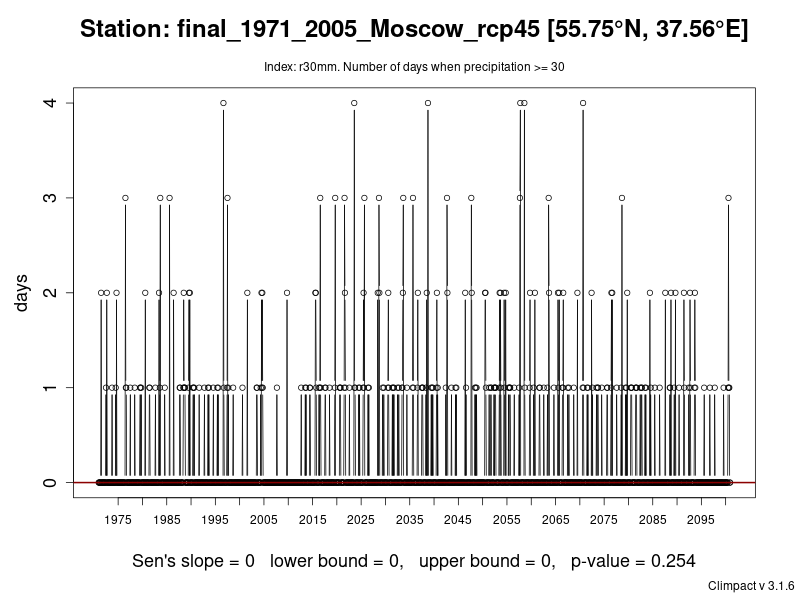 Station: final_1971_2005_Moscow_rcp45 [55.75°N, 37.56°E]
Index: r30mm. Number of days when precipitation >= 30
4
3
2
1
0
days
1975 1985 1995 2005 2015 2025 2035 2045 2055 2065 2075 2085 2095
Sen's slope = 0 lower bound = 0, upper bound = 0, p-value = 0.254
Climpact v 3.1.6